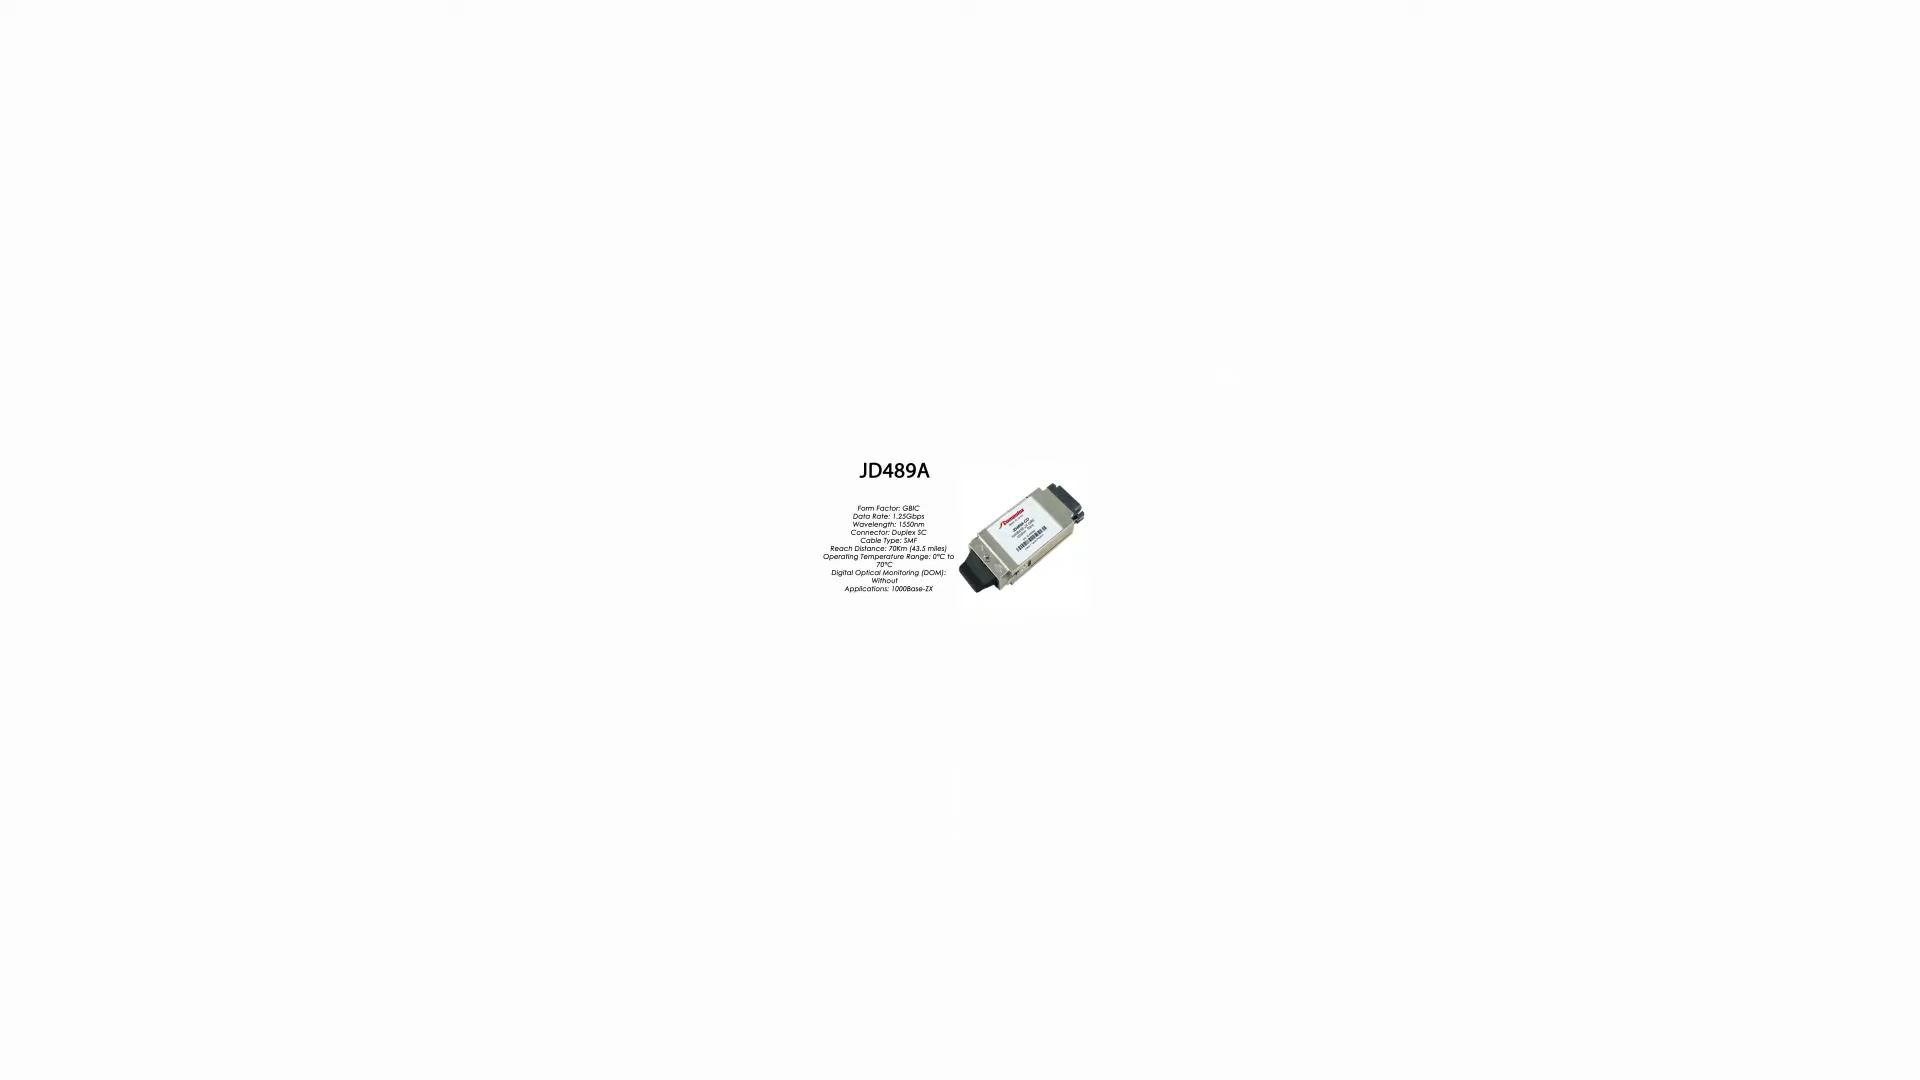 JD489A
Form Factor: GBIC
Data Rate: 1.25Gbps
Wavelength: 1550nm
Connector: Duplex SC
Cable Type: SMF
Reach Distance: 70Km (43.5 miles)
Operating Temperature Range: 0°C to
70°C
Digital Optical Monitoring (DOM):
Without
Applications: 1000Base-ZX